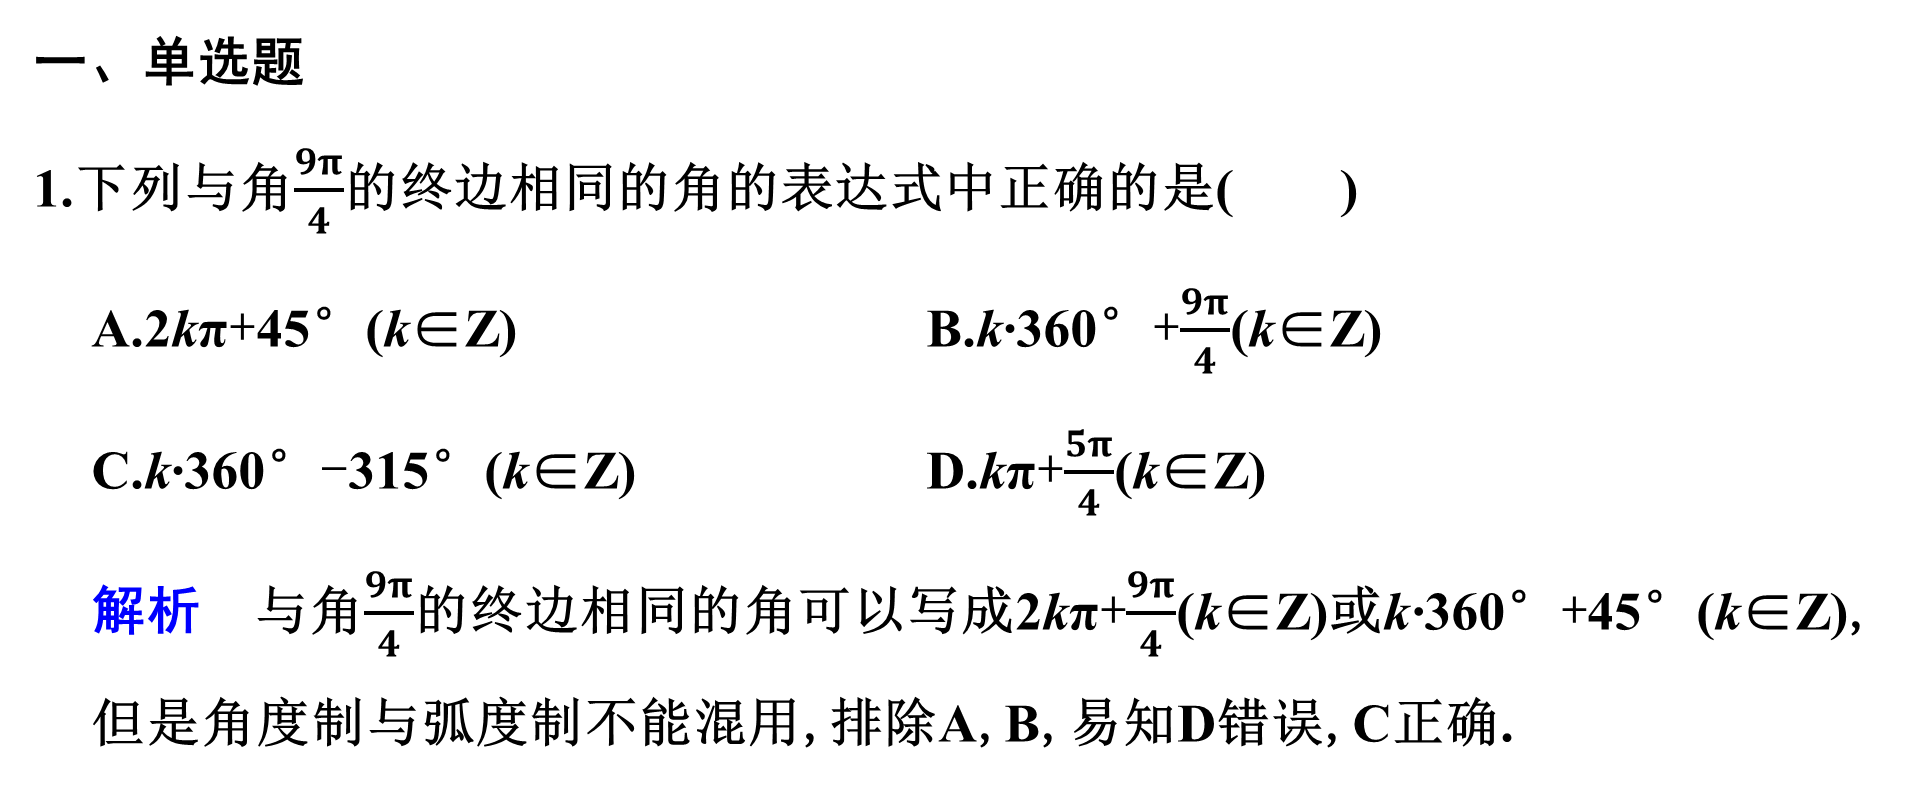 一、单选题
1.下列与角9π/4的终边相同的角的表达式中正确的是(  )
A.2kπ+45°(k∈Z)  B.k·360°+9π/4(k∈Z)
C.k·360°-315°(k∈Z)  D.kπ+5π/4(k∈Z)
解析 与角9π/4的终边相同的角可以写成2kπ+9π/4(k∈Z)或k·360°+45°(k∈Z),
但是角度制与弧度制不能混用,排除A,B,易知D错误,C正确.